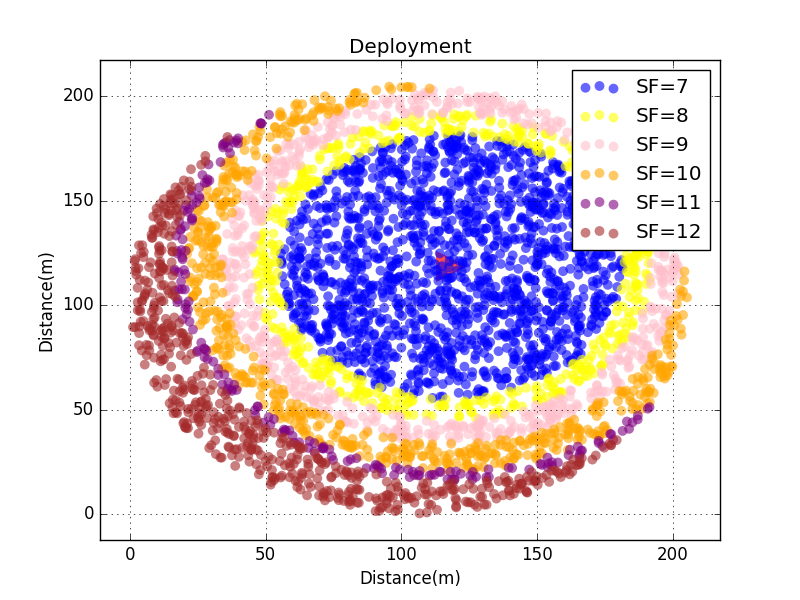 Deployment
SF=7
SF=8
SF=9
SF=10
SF=11
SF=12
Distance(m)
200
150
100
50
0
0 50 100 150 200
Distance(m)